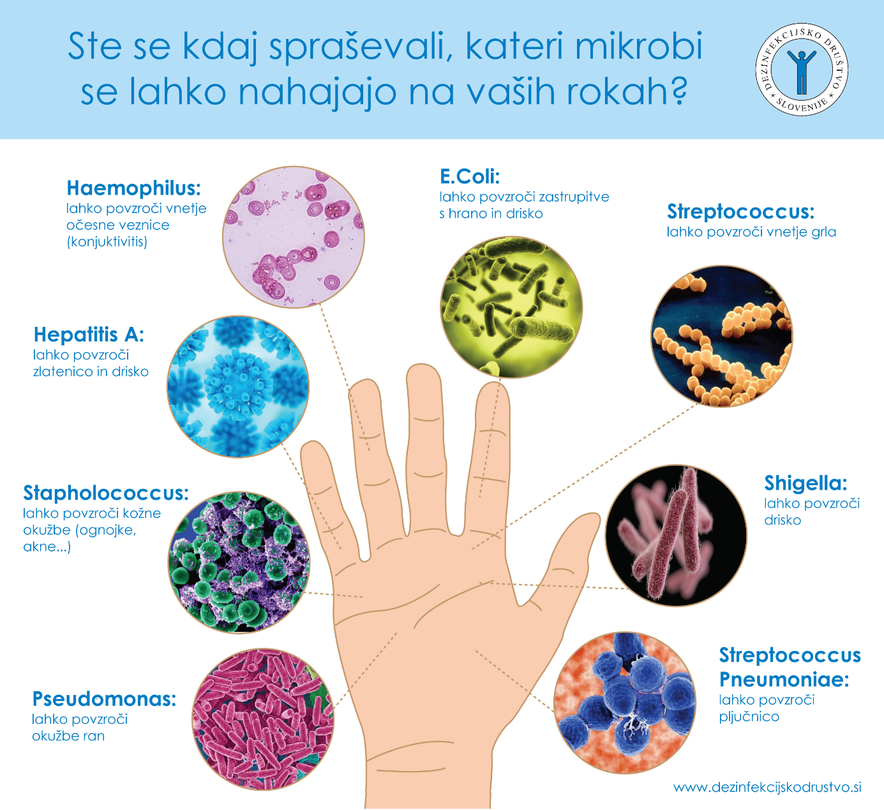 Ste se kdaj spraševali, kateri mikrobi
se lahko nahajajo na vaših rokah?
DEZINFEKCIJSKO DRUŠTVO
SLOVENIJE
Haemophilus:
lahko povzroči vnetje
očesne veznice
(konjuktivitis)
E.Coli:
lahko povzroči zastrupitve
s hrano in drisko
Streptococcus:
lahko povzroči vnetje grla
Hepatitis A:
lahko povzroči
zlatenico in drisko
Stapholococcus:
lahko povzroči kožne
okužbe (ognojke,
akne...)
Shigella:
lahko povzroči
drisko
Pseudomonas:
lahko povzroči
okužbe ran
Streptococcus
Pneumoniae:
lahko povzroči
pljučnico
www.dezinfekcijskodrustvo.si